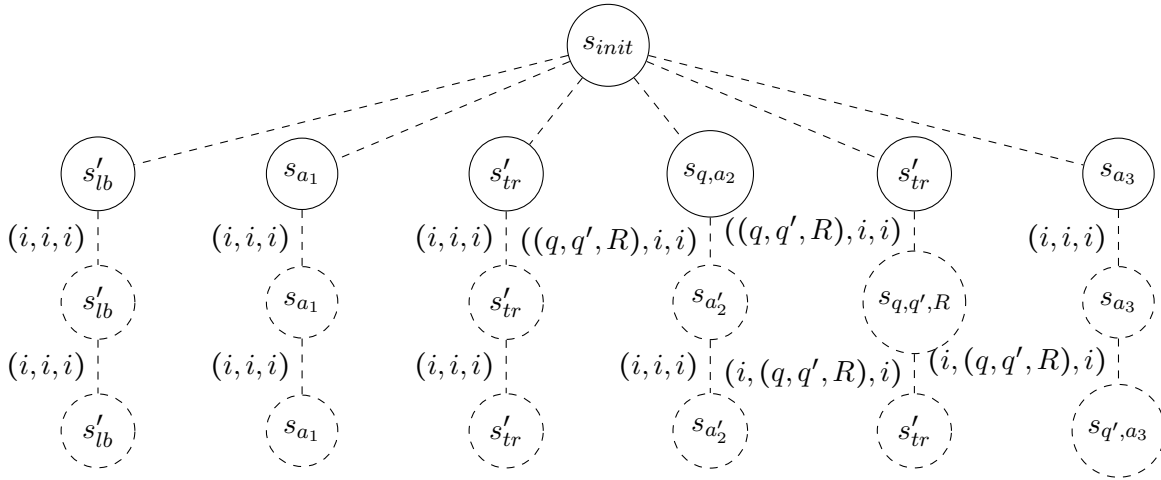 s_{init}
s'_{lb} s_{a_1} s'_{tr} s_{q,a_2} s'_{tr} s_{a_3}
(i, i, i) (i, i, i) (i, i, i) ((q, q', R), i, i) ((q, q', R), i, i) (i, i, i)
s'_{lb} s_{a_1} s'_{tr} s_{a'_2} s_{q,q',R} s_{a_3}
(i, i, i) (i, i, i) (i, i, i) (i, i, i) (i, (q, q', R), i) (i, (q, q', R), i)
s'_{lb} s_{a_1} s'_{tr} s_{a'_2} s'_{tr} s_{q',a_3}